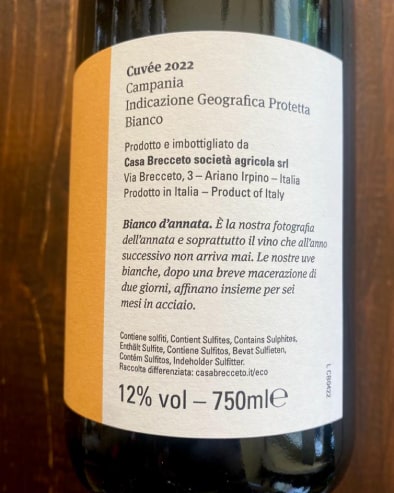 Cuvée 2022
Campania
Indicazione Geografica Protetta
Bianco
Prodotto e imbottigliato da
Casa Brecceto società agricola srl
Via Brecceto, 3 – Ariano Irpino – Italia
Prodotto in Italia – Product of Italy
Bianco d'annata. È la nostra fotografia
dell'annata e soprattutto il vino che all'anno
successivo non arriva mai. Le nostre uve
bianche, dopo una breve macerazione di
due giorni, affinano insieme per sei
mesi in acciaio.
Contiene solfiti, Contient Sulfites, Contains Sulphites,
Enthält Sulfite, Contiene Sulfitos, Bevat Sulfieten,
Contém Sulfitos, Indeholder Sulfitter.
Raccolta differenziata: casabrecceto.it/eco
L CB0422
12% vol – 750ml℮